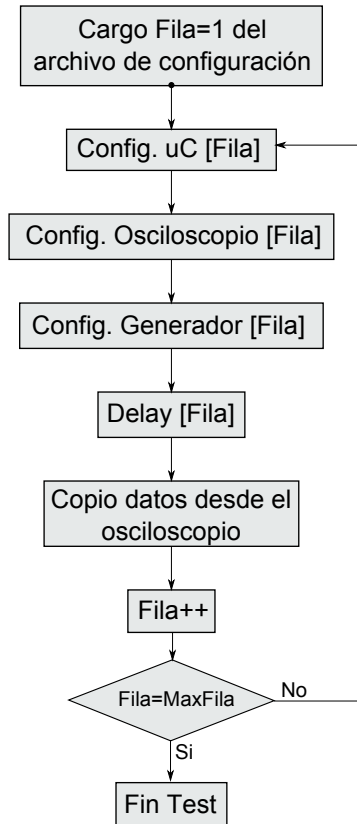 Cargo Fila=1 del
archivo de configuración
Config. uC [Fila]
Config. Osciloscopio [Fila]
Config. Generador [Fila]
Delay [Fila]
Copio datos desde el
osciloscopio
Fila++
Fila=MaxFila
No
Si
Fin Test